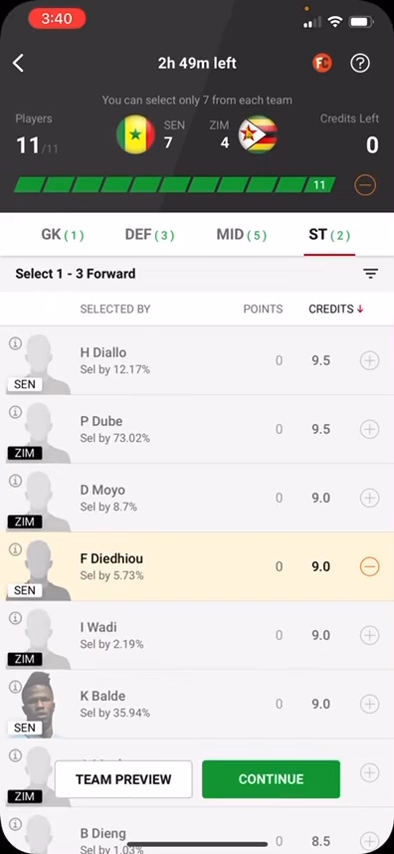 3:40
2h 49m left
FC
?
You can select only 7 from each team
Players
SEN
ZIM
Credits Left
11/11
7
4
0
11
GK (1)
DEF (3)
MID (5)
ST (2)
Select 1 - 3 Forward
SELECTED BY
POINTS
CREDITS ↓
H Diallo
Sel by 12.17%
0
9.5
SEN
P Dube
Sel by 73.02%
0
9.5
ZIM
D Moyo
Sel by 8.7%
0
9.0
ZIM
F Diedhiou
Sel by 5.73%
0
9.0
SEN
I Wadi
Sel by 2.19%
0
9.0
ZIM
K Balde
Sel by 35.94%
0
9.0
SEN
ZIM
TEAM PREVIEW
CONTINUE
B Dieng
Sel by 1.03%
0
8.5